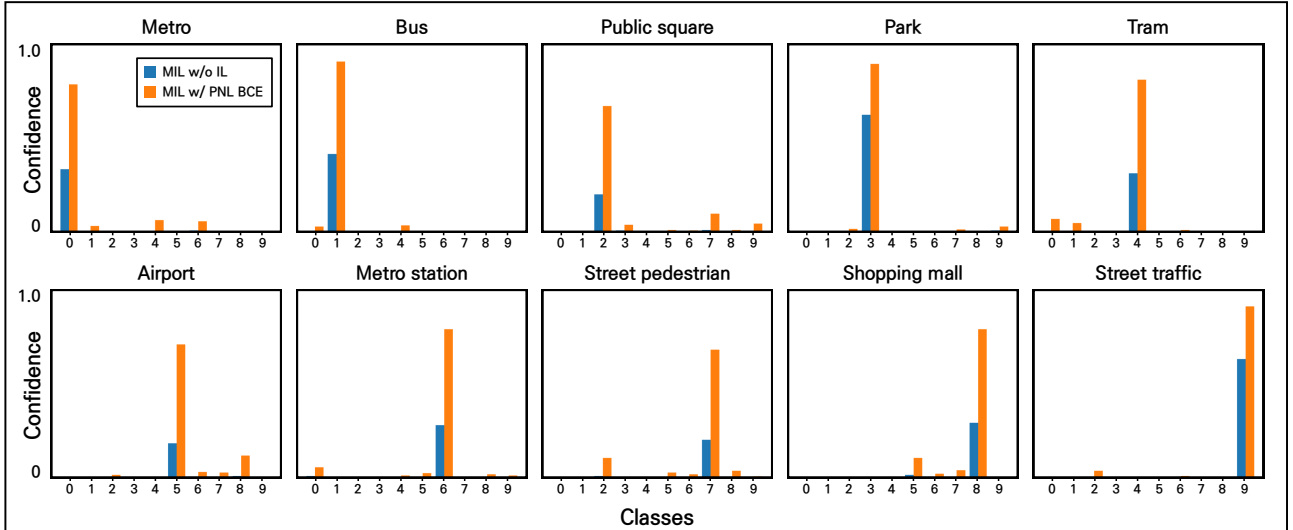 Metro Bus Public square Park Tram
1.0
MIL w/o IL
MIL w/ PNL BCE
Confidence
0
0 1 2 3 4 5 6 7 8 9 0 1 2 3 4 5 6 7 8 9 0 1 2 3 4 5 6 7 8 9 0 1 2 3 4 5 6 7 8 9 0 1 2 3 4 5 6 7 8 9
Airport Metro station Street pedestrian Shopping mall Street traffic
1.0
Confidence
0
0 1 2 3 4 5 6 7 8 9 0 1 2 3 4 5 6 7 8 9 0 1 2 3 4 5 6 7 8 9 0 1 2 3 4 5 6 7 8 9 0 1 2 3 4 5 6 7 8 9
Classes